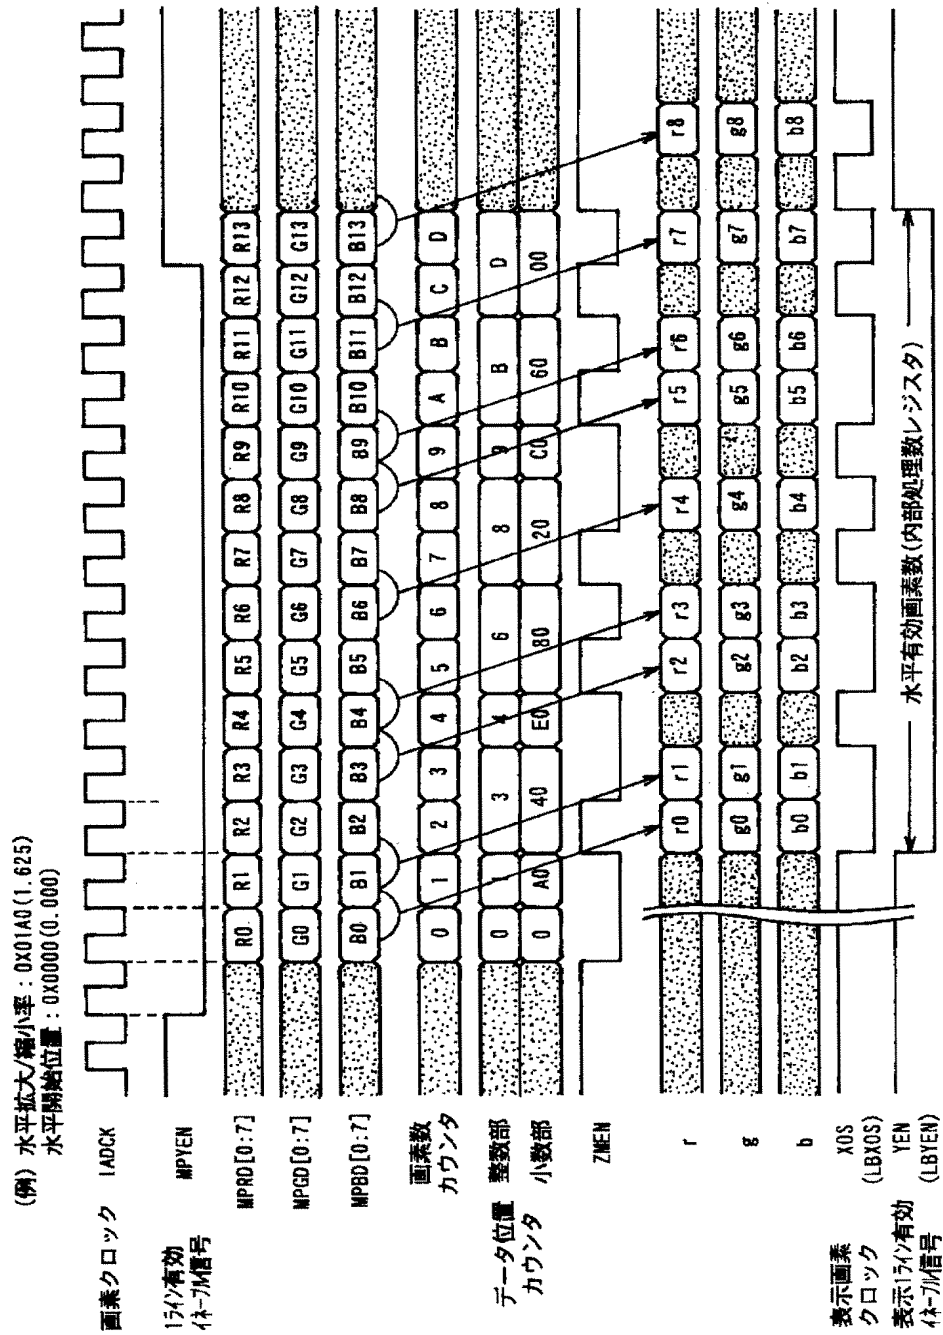 (例) 水平拡大/縮小率:0X01A0(1.625)
水平開始位置:0X0000(0.000)
画素クロック IADCK
1ライン有効
イネーブル信号 MPYEN
MPRD[0:7] R0 R1 R2 R3 R4 R5 R6 R7 R8 R9 R10 R11 R12 R13
MPGD[0:7] G0 G1 G2 G3 G4 G5 G6 G7 G8 G9 G10 G11 G12 G13
MPBD[0:7] B0 B1 B2 B3 B4 B5 B6 B7 B8 B9 B10 B11 B12 B13
画素数
カウンタ 0 1 2 3 4 5 6 7 8 9 A B C D
データ位置
カウンタ
整数部 0 1 3 4 6 8 9 B D
小数部 0 A0 40 E0 80 20 C0 60 00
ZMEN
r r0 r1 r2 r3 r4 r5 r6 r7 r8
g g0 g1 g2 g3 g4 g5 g6 g7 g8
b b0 b1 b2 b3 b4 b5 b6 b7 b8
表示画素
クロック
XOS
(LBXOS)
表示1ライン有効
イネーブル信号
YEN
(LBYEN)
水平有効画素数(内部処理数レジスタ)